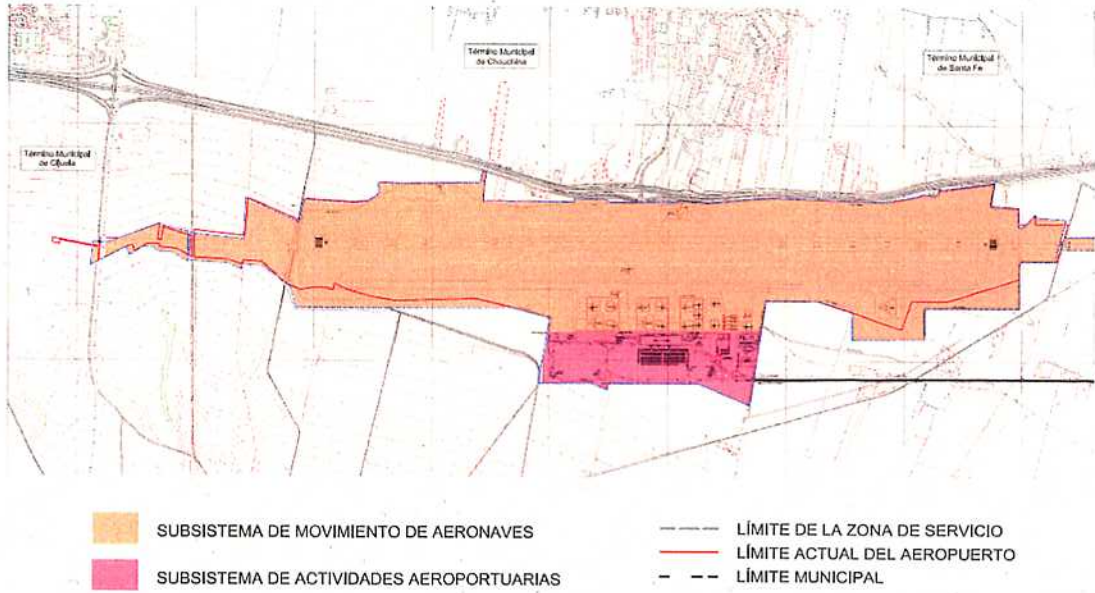 Término Municipal
de Chauchina
Término Municipal
de Santa Fe
Término Municipal
de Cijuela
SUBSISTEMA DE MOVIMIENTO DE AERONAVES
SUBSISTEMA DE ACTIVIDADES AEROPORTUARIAS
LÍMITE DE LA ZONA DE SERVICIO
LÍMITE ACTUAL DEL AEROPUERTO
LÍMITE MUNICIPAL